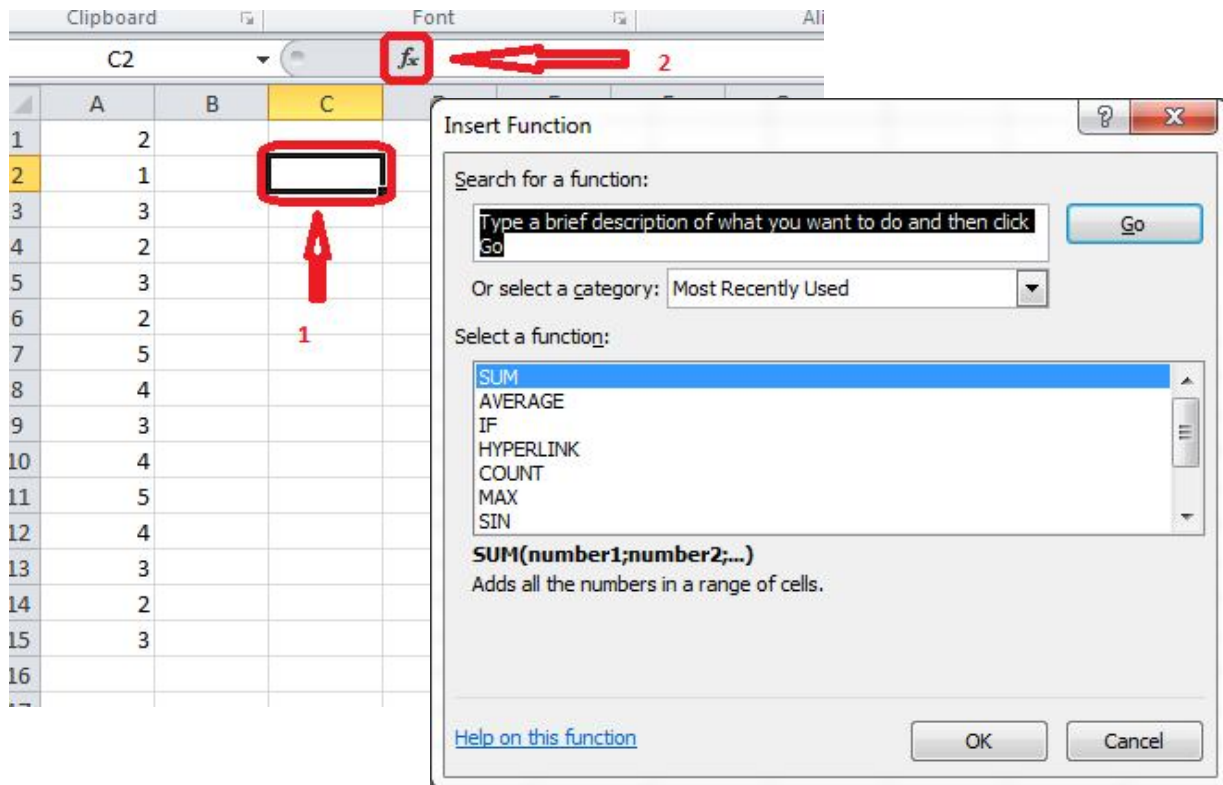 Clipboard Font Ali
C2 fx 2
A B C
1 2
2 1
3 3
4 2
5 3
6 2
7 5
8 4
9 3
10 4
11 5
12 4
13 3
14 2
15 3
16
1
Insert Function
Search for a function:
Type a brief description of what you want to do and then click
Go
Go
Or select a category: Most Recently Used
Select a function:
SUM
AVERAGE
IF
HYPERLINK
COUNT
MAX
SIN
SUM(number1;number2;...)
Adds all the numbers in a range of cells.
Help on this function
OK Cancel